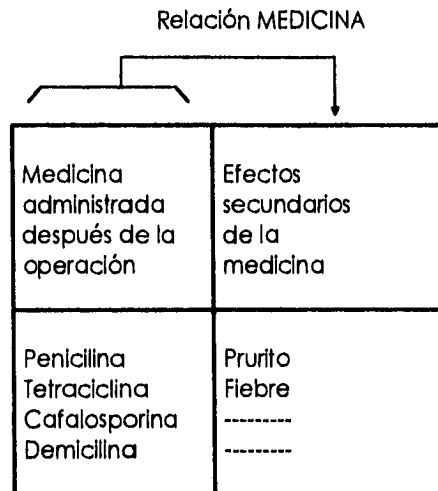 Relación MEDICINA
Medicina
administrada
después de la
operación
Efectos
secundarios
de la
medicina
Penicilina
Tetraciclina
Cafalosporina
Demicilina
Prurito
Fiebre
--------
--------